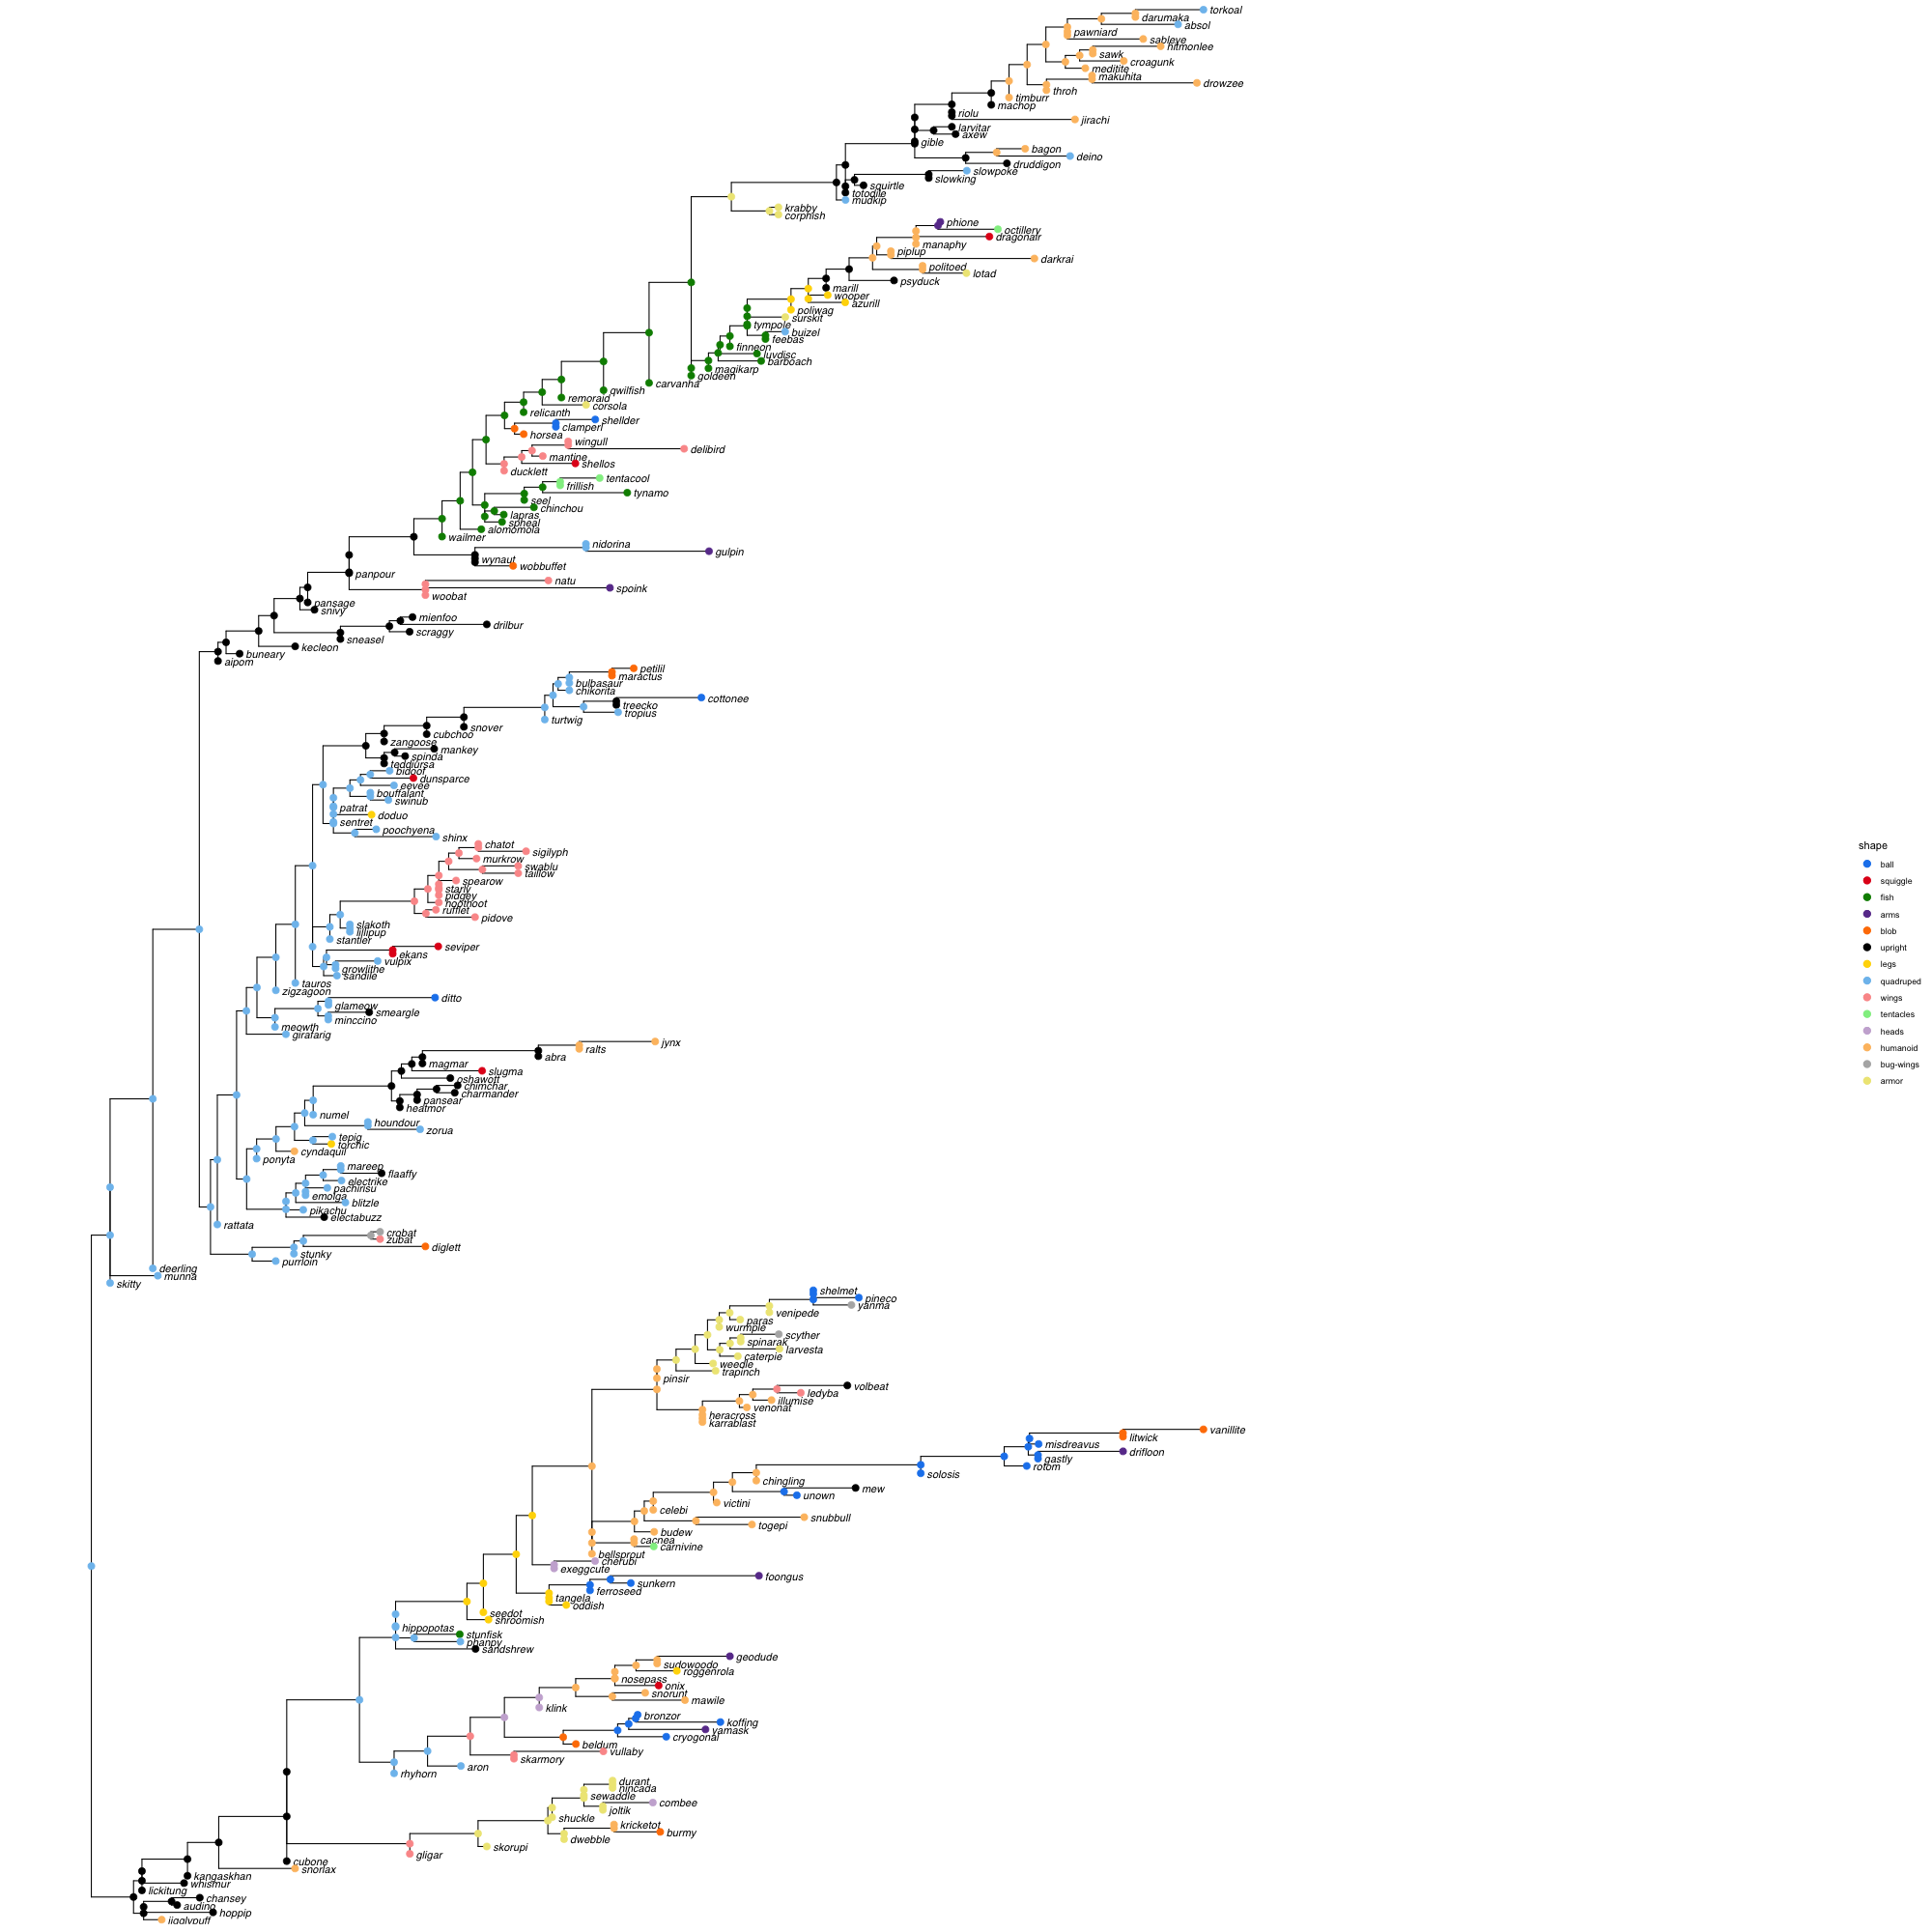 torkoal
darumaka
absol
pawniard
sableye
hitmonlee
sawk
croagunk
meditite
makuhita
drowzee
throh
timburr
machop
riolu
jirachi
larvitar
axew
gible
bagon
deino
druddigon
slowpoke
slowking
squirtle
totodile
mudkip
krabby
corphish
phione
octillery
dragonair
manaphy
piplup
darkrai
politoed
lotad
psyduck
marill
wooper
azurill
poliwag
surskit
tympole
buizel
feebas
finneon
luvdisc
barboach
magikarp
goldeen
carvanha
qwilfish
remoraid
corsola
relicanth
shellder
clamperl
horsea
wingull
delibird
mantine
shellos
ducklett
tentacool
frillish
tynamo
seel
chinchou
lapras
spheal
alomomola
wailmer
nidorina
gulpin
wynaut
wobbuffet
panpour
natu
spoink
woobat
pansage
snivy
mienfoo
drilbur
scraggy
sneasel
kecleon
buneary
aipom
petilil
maractus
bulbasaur
chikorita
cottonee
treecko
tropius
turtwig
snover
cubchoo
zangoose
mankey
spinda
teddiursa
bidoof
dunsparce
eevee
bouffalant
swinub
patrat
doduo
sentret
poochyena
shinx
chatot
sigilyph
murkrow
swablu
taillow
spearow
starly
pidgey
hoothoot
rufflet
pidove
slakoth
lillipup
stantler
seviper
ekans
vulpix
growlithe
sandile
tauros
zigzagoon
ditto
glameow
smeargle
minccino
meowth
girafarig
jynx
ralts
abra
magmar
slugma
oshawott
chimchar
charmander
pansear
heatmor
numel
houndour
zorua
tepig
torchic
cyndaquil
ponyta
mareep
flaaffy
electrike
pachirisu
emolga
blitzle
pikachu
electabuzz
rattata
crobat
zubat
diglett
stunky
purrloin
deerling
munna
skitty
shelmet
pineco
yanma
venipede
paras
wurmple
scyther
spinarak
larvesta
caterpie
weedle
trapinch
pinsir
volbeat
ledyba
illumise
venonat
heracross
karrablast
vanillite
litwick
misdreavus
drifloon
gastly
rotom
solosis
chingling
mew
unown
victini
celebi
snubbull
togepi
budew
cacnea
carnivine
bellsprout
cherubi
exeggcute
foongus
sunkern
ferroseed
tangela
oddish
seedot
shroomish
hippopotas
stunfisk
phanpy
sandshrew
geodude
sudowoodo
roggenrola
nosepass
onix
snorunt
mawile
klink
bronzor
koffing
yamask
cryogonal
beldum
vullaby
skarmory
aron
rhyhorn
durant
nincada
sewaddle
combee
joltik
shuckle
kricketot
burmy
dwebble
skorupi
gligar
cubone
snorlax
kangaskhan
whismur
lickitung
chansey
audino
hoppip
jigglypuff
shape
ball
squiggle
fish
arms
blob
upright
legs
quadruped
wings
tentacles
heads
humanoid
bug-wings
armor